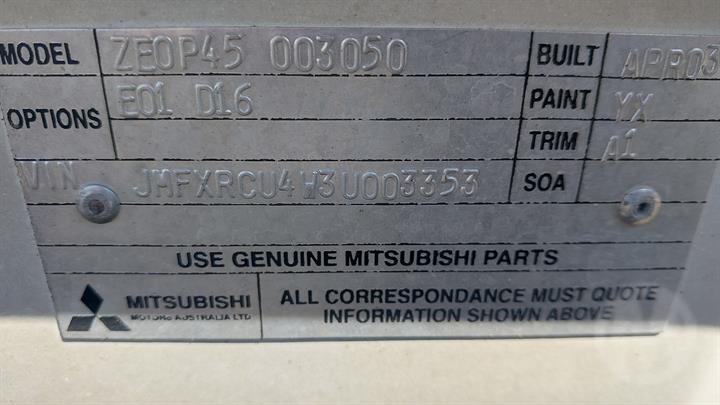 MODEL ZE0P45 003050 BUILT APR03
OPTIONS E01 D16 PAINT YX
TRIM A1
VIN JMFXRCU4W3U003353 SOA
USE GENUINE MITSUBISHI PARTS
MITSUBISHI
MOTORS AUSTRALIA LTD
ALL CORRESPONDANCE MUST QUOTE
INFORMATION SHOWN ABOVE